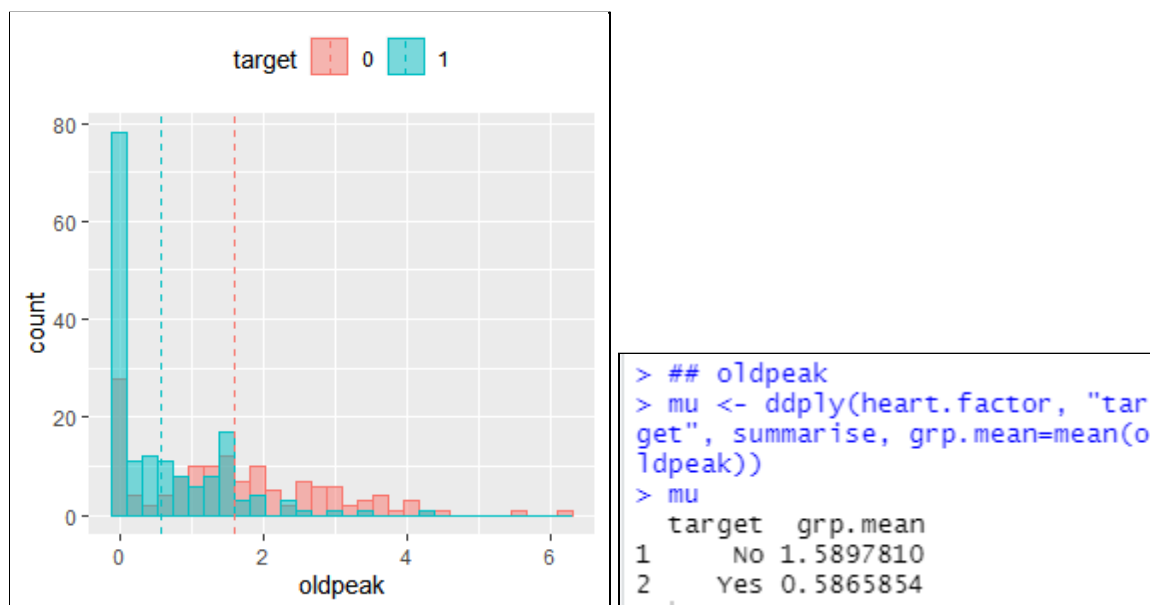 target 0 1
80
60
40
20
0
count
0 2 4 6
oldpeak
> ## oldpeak
> mu <- ddply(heart.factor, "tar
get", summarise, grp.mean=mean(o
ldpeak))
> mu
  target  grp.mean
1     No 1.5897810
2    Yes 0.5865854